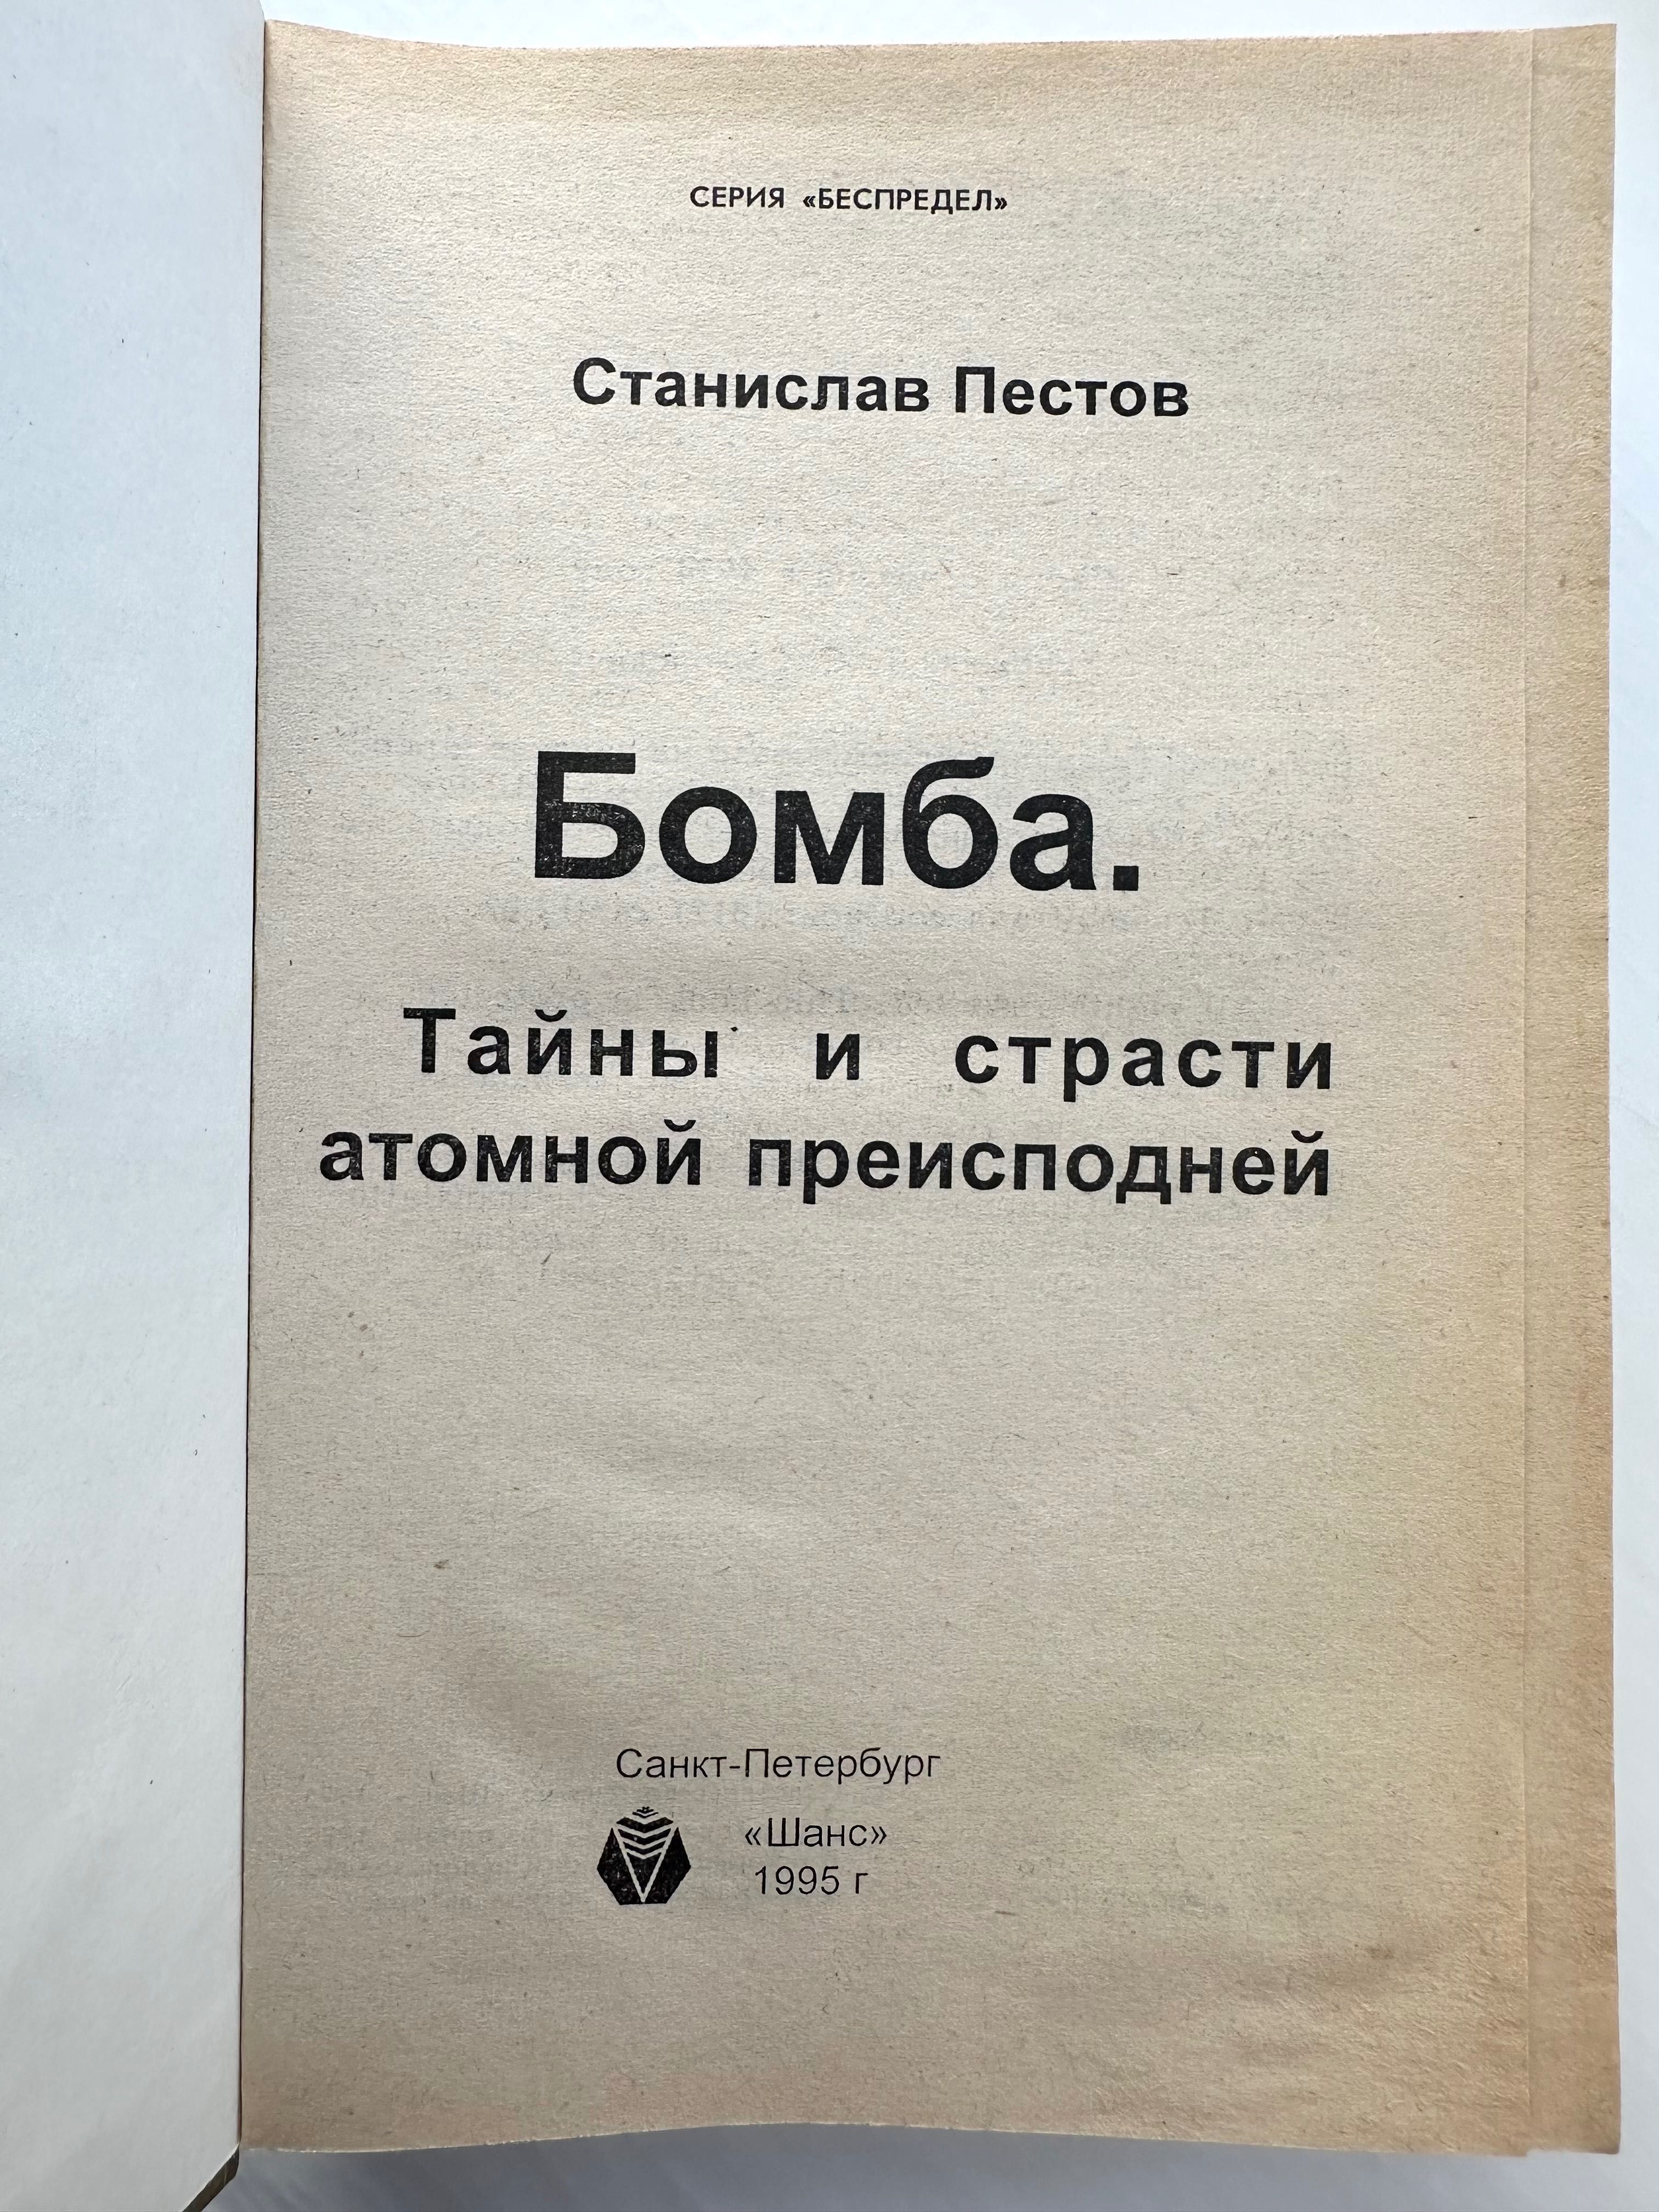 СЕРИЯ «БЕСПРЕДЕЛ»
Станислав Пестов
Бомба.
Тайны и страсти
атомной преисподней
Санкт-Петербург
«Шанс»
1995 г